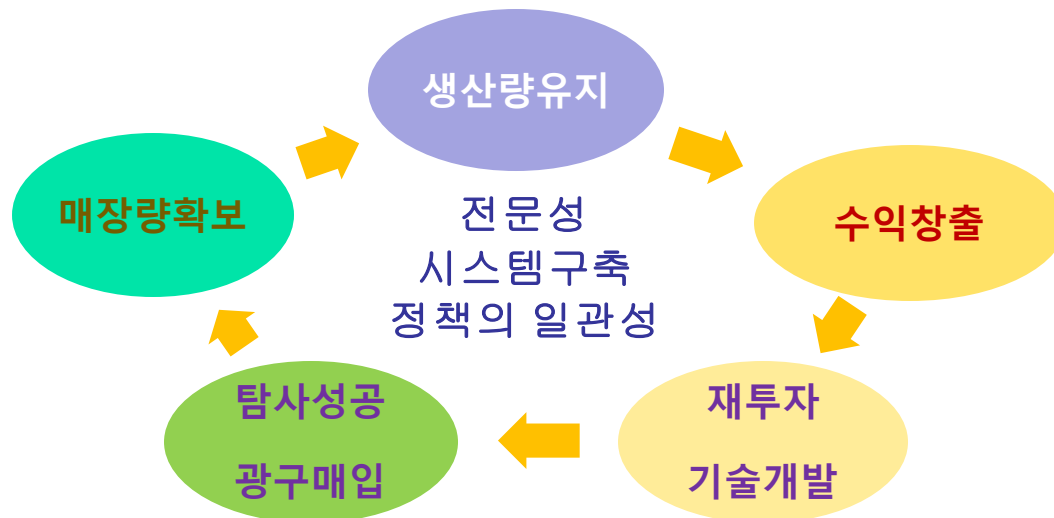 생산량유지
매장량확보
수익창출
전문성
시스템구축
정책의 일관성
탐사성공
광구매입
재투자
기술개발